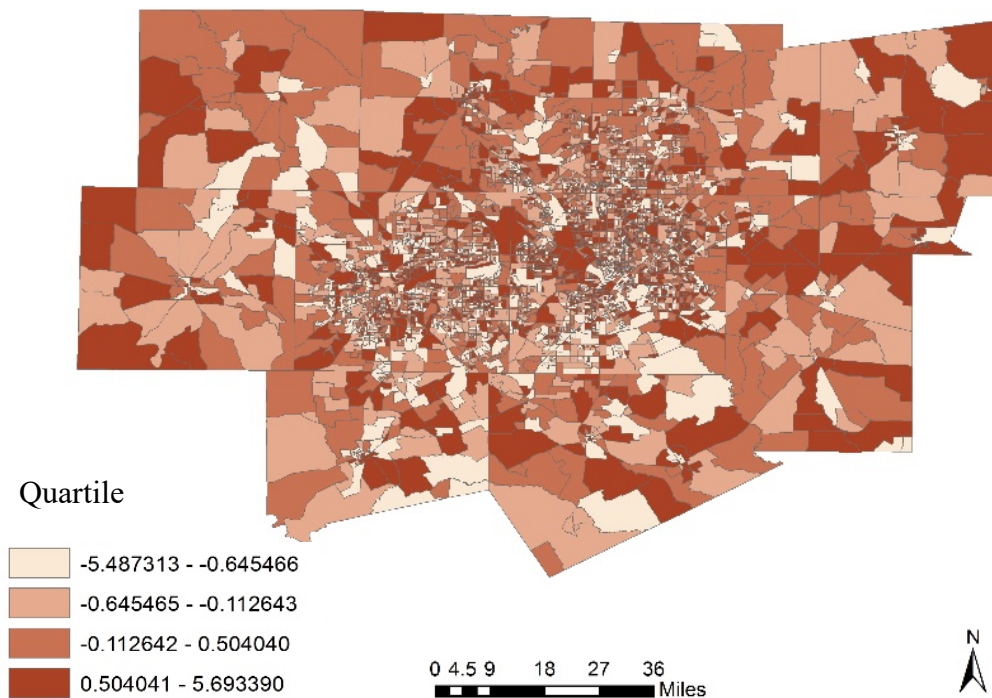 Quartile
-5.487313 - -0.645466
-0.645465 - -0.112643
-0.112642 - 0.504040
0.504041 - 5.693390
0 4.5 9 18 27 36
Miles
N